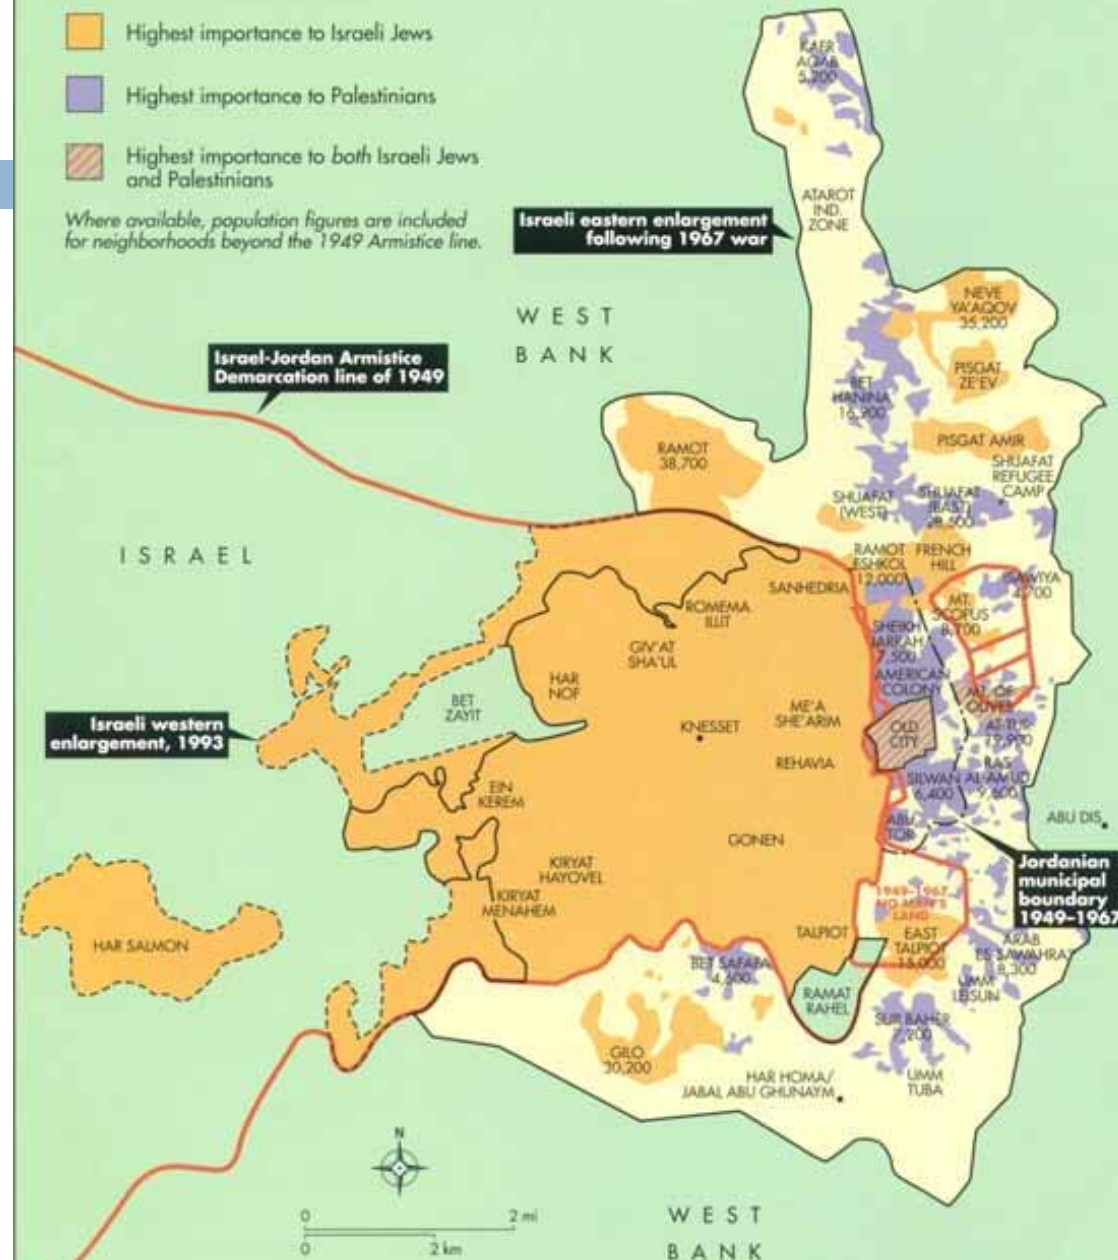 Highest importance to Israeli Jews
Highest importance to Palestinians
Highest importance to both Israeli Jews
and Palestinians
Where available, population figures are included
for neighborhoods beyond the 1949 Armistice line.
KAFR
AQAB
5,200
ATAROT
IND.
ZONE
Israeli eastern enlargement
following 1967 war
WEST
BANK
NEVE
YA'AQOV
35,200
Israel-Jordan Armistice
Demarcation line of 1949
PISGAT
ZE'EV
BET
HANINA
16,900
RAMOT
38,700
PISGAT AMIR
SHUAFAT
REFUGEE
CAMP
SHUAFAT
(WEST)
SHUAFAT
(EAST)
ISRAEL
RAMOT
ESHKOL
12,000
FRENCH
HILL
SANHEDRIA
ISAWIYA
4,700
MT.
SCOPUS
8,700
ROMEMA
ILLIT
SHEIKH
JARRAH
7,500
GIV'AT
SHA'UL
HAR
NOF
AMERICAN
COLONY
MT. OF
OLIVES
BET
ZAYIT
Israeli western
enlargement, 1993
KNESSET
ME'A
SHE'ARIM
OLD
CITY
AT-TUR
REHAVIA
SILWAN
6,400
RAS
AL-AMUD
9,600
EIN
KEREM
ABU
TOR
ABU DIS
GONEN
KIRYAT
HAYOVEL
Jordanian
municipal
boundary
1949-1967
KIRYAT
MENAHEM
1949-1967
NO MAN'S
LAND
HAR SALMON
TALPIOT
EAST
TALPIOT
15,000
ARAB
ES SAWAHRA
8,300
BET SAFAFA
UMM
LEISUN
RAMAT
RAHEL
SUR BAHER
7,200
GILO
30,200
HAR HOMA/
JABAL ABU GHUNAYM
UMM
TUBA
N
0 2 mi
0 2 km
WEST
BANK